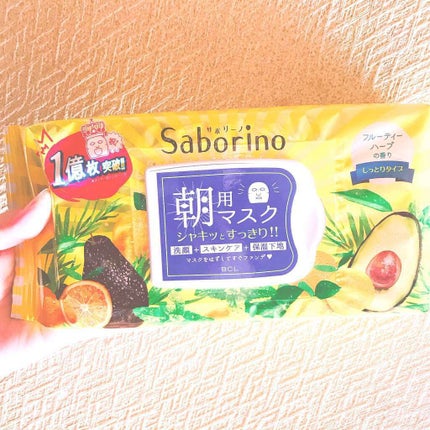 サボリーノ
Saborino
1億枚突破!!
フルーティー
ハーブ
の香り
しっとりタイプ
朝用マスク
シャキッとすっきり!!
洗顔+スキンケア+保湿下地
マスクをはずしてすぐファンデ♥
BCL